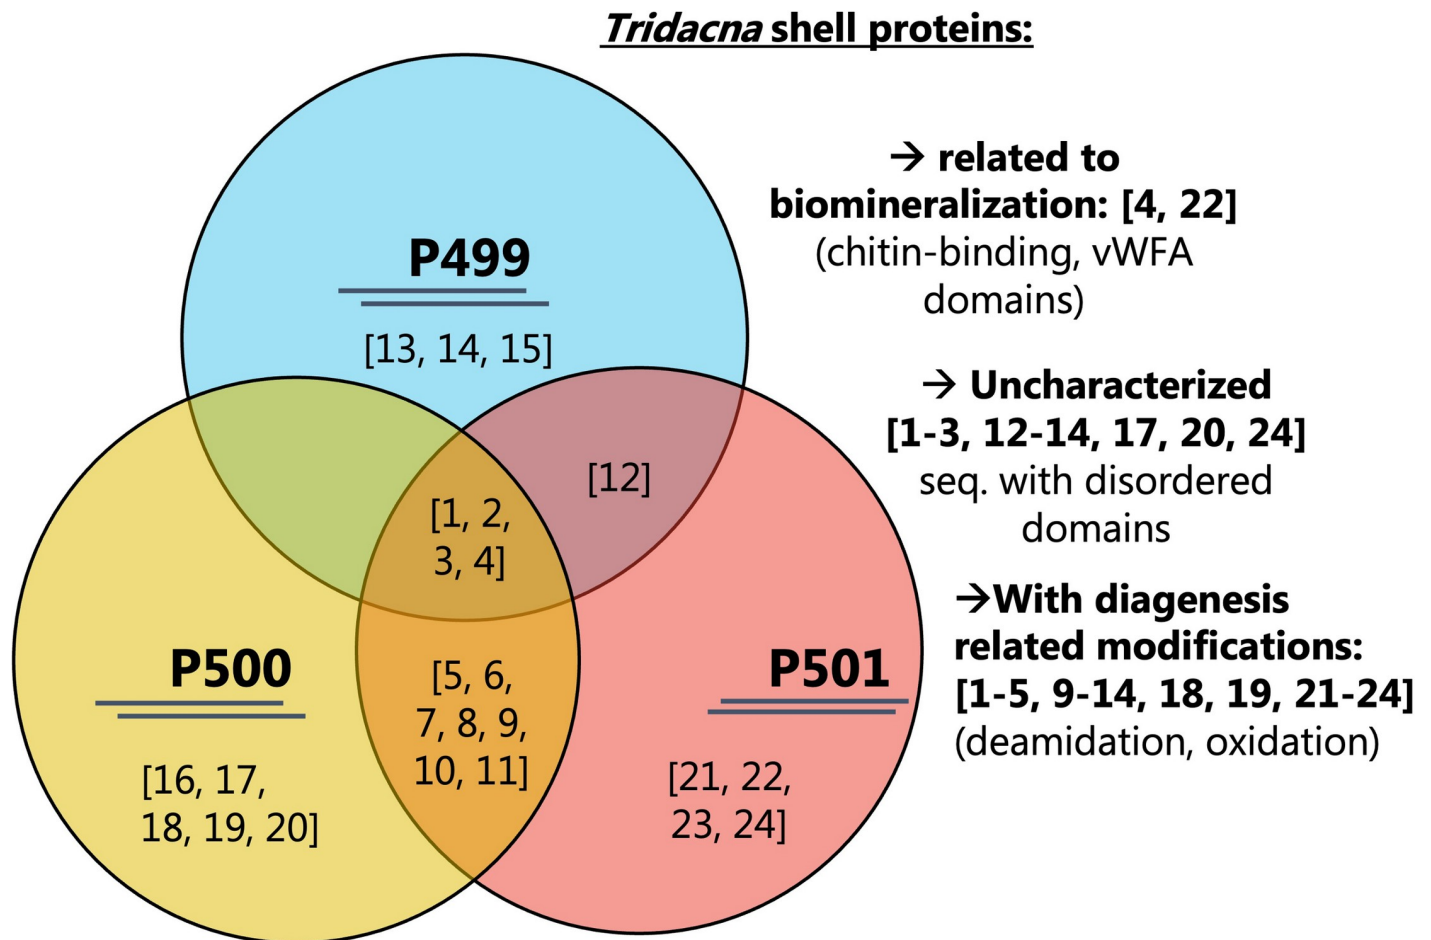 Tridacna shell proteins:
→ related to
biomineralization: [4, 22]
(chitin-binding, vWFA
domains)
P499
[13, 14, 15]
→ Uncharacterized
[1-3, 12-14, 17, 20, 24]
seq. with disordered
domains
[12]
[1, 2,
3, 4]
→With diagenesis
related modifications:
[1-5, 9-14, 18, 19, 21-24]
(deamidation, oxidation)
P500
[16, 17,
18, 19, 20]
[5, 6,
7, 8, 9,
10, 11]
P501
[21, 22,
23, 24]